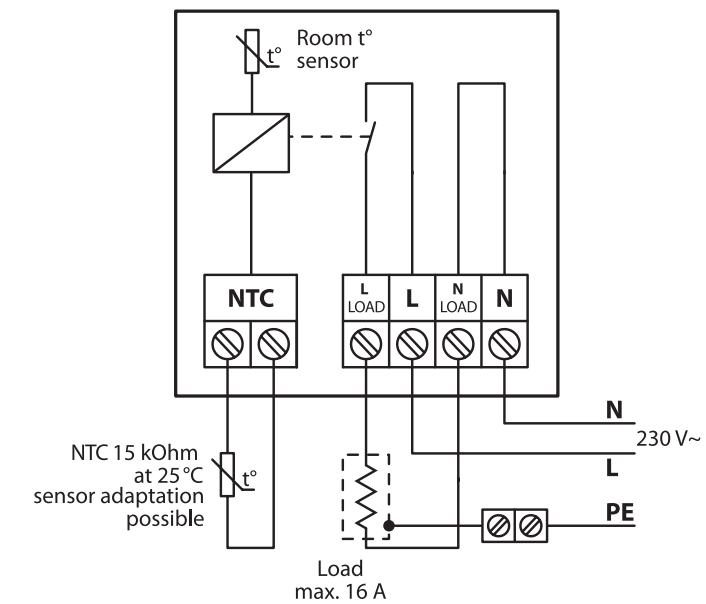 Room t°
sensor
t°
NTC
L
LOAD
L
N
LOAD
N
N
230 V~
L
PE
NTC 15 kOhm
at 25 °C
sensor adaptation
possible
t°
Load
max. 16 A